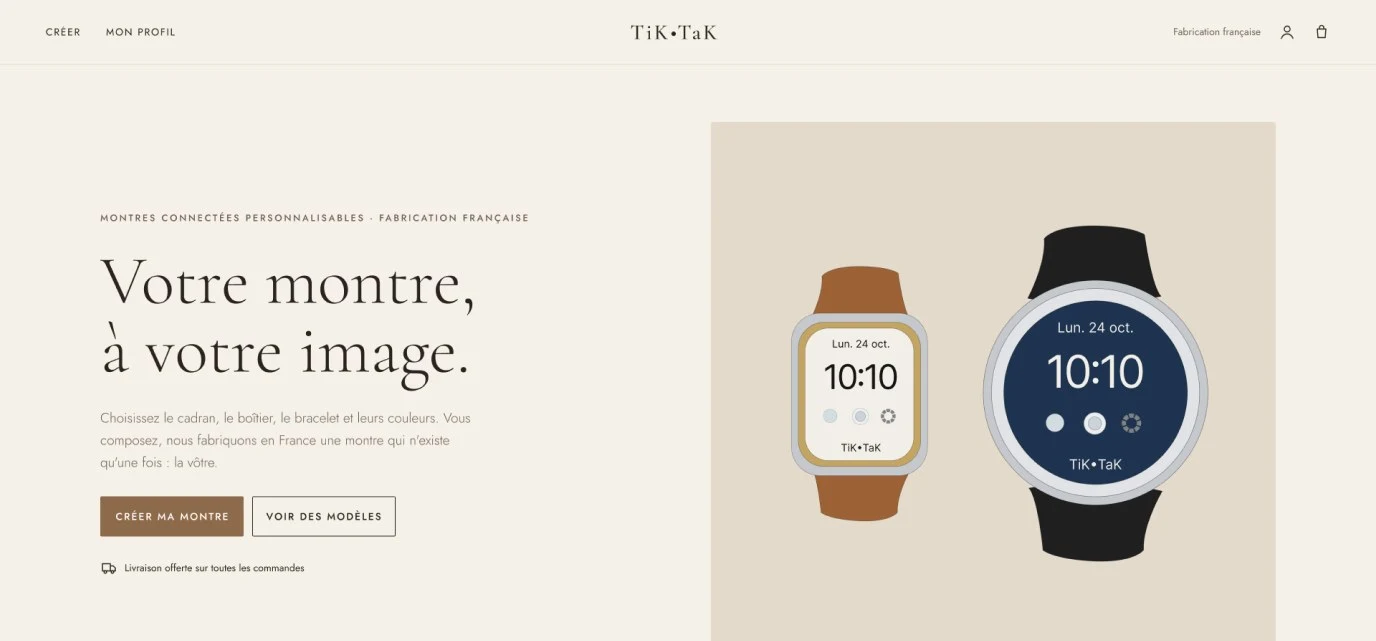 CRÉER
MON PROFIL
TiK•TaK
Fabrication française
MONTRES CONNECTÉES PERSONNALISABLES · FABRICATION FRANÇAISE
Votre montre,
à votre image.
Choisissez le cadran, le boîtier, le bracelet et leurs couleurs. Vous
composez, nous fabriquons en France une montre qui n'existe
qu'une fois : la vôtre.
CRÉER MA MONTRE
VOIR DES MODÈLES
Livraison offerte sur toutes les commandes
Lun. 24 oct.
10:10
TiK•TaK
Lun. 24 oct.
10:10
TiK•TaK